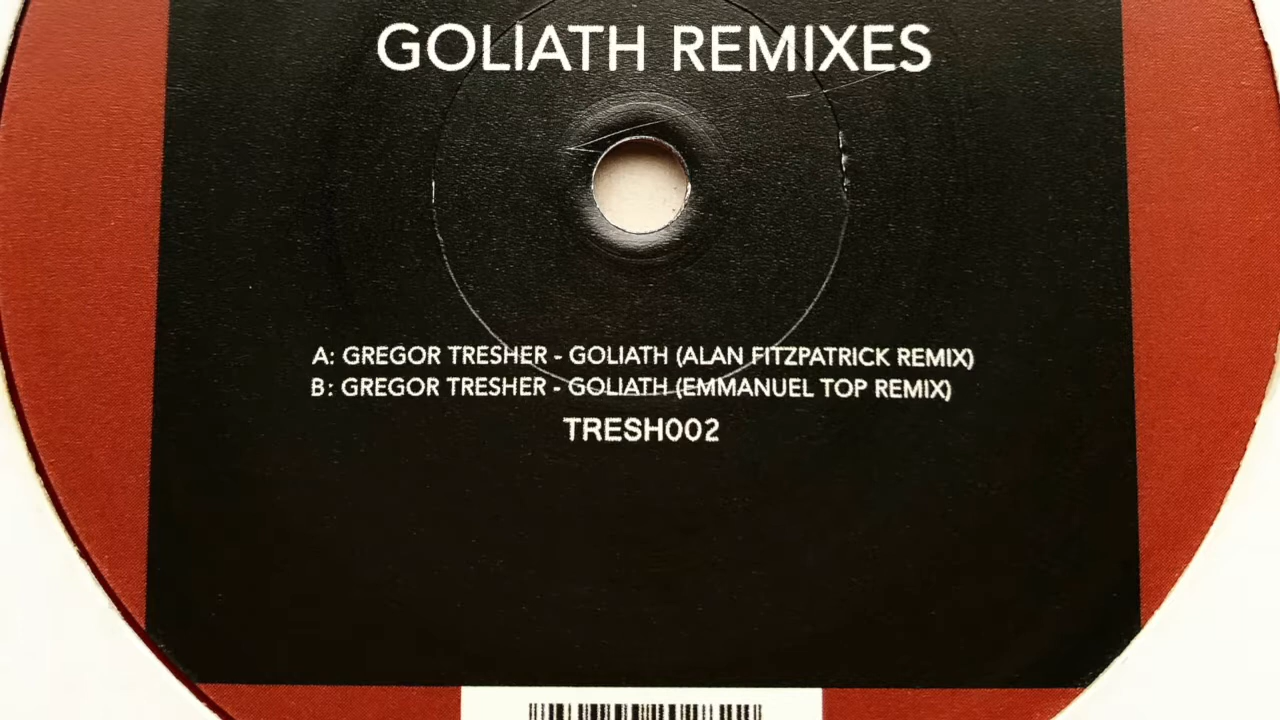 GOLIATH REMIXES
A: GREGOR TRESHER - GOLIATH (ALAN FITZPATRICK REMIX)
B: GREGOR TRESHER - GOLIATH (EMMANUEL TOP REMIX)
TRESH002